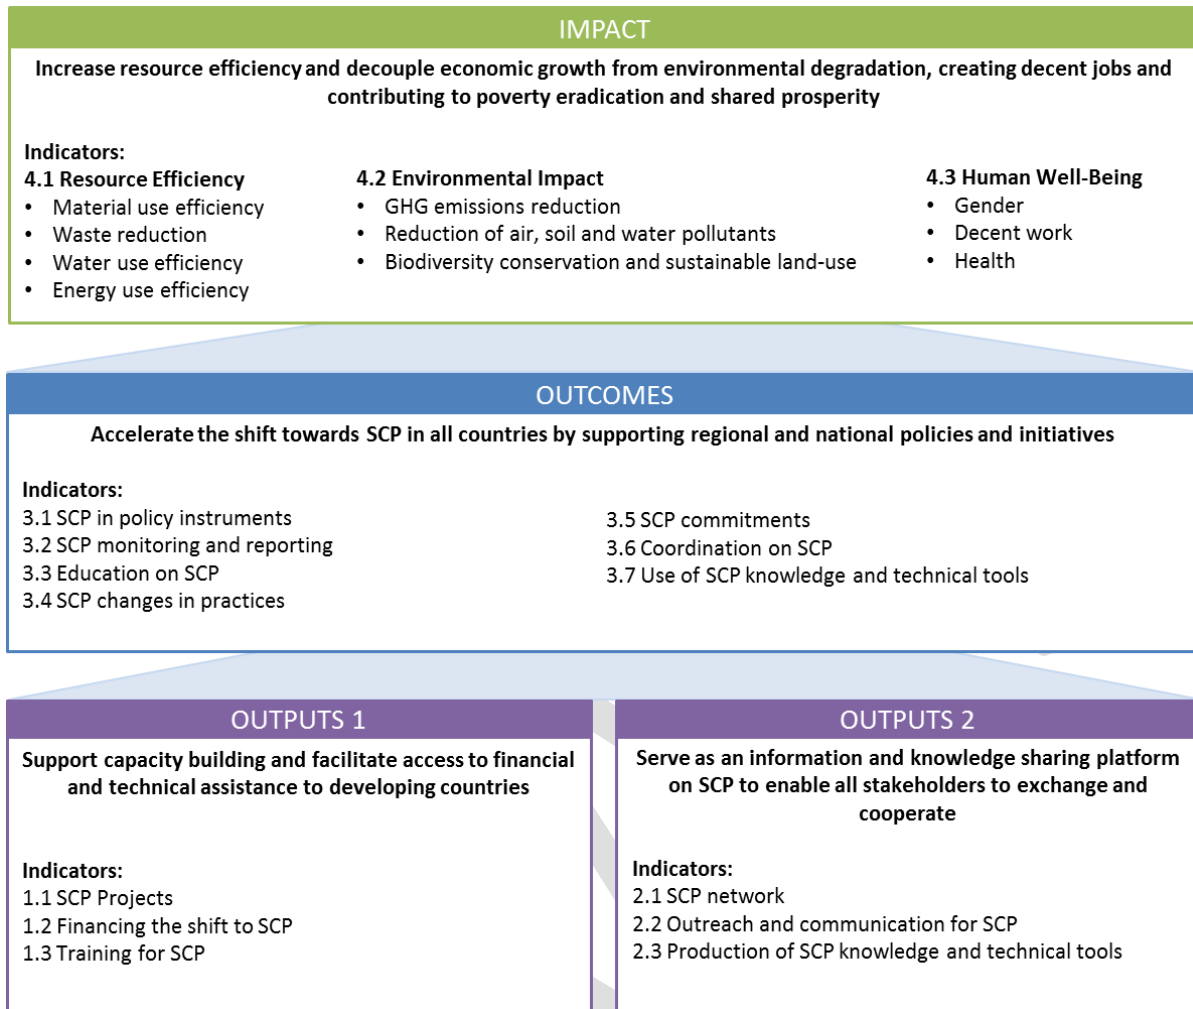 IMPACT
Increase resource efficiency and decouple economic growth from environmental degradation, creating decent jobs and
contributing to poverty eradication and shared prosperity
Indicators:
4.1 Resource Efficiency
• Material use efficiency
• Waste reduction
• Water use efficiency
• Energy use efficiency
4.2 Environmental Impact
• GHG emissions reduction
• Reduction of air, soil and water pollutants
• Biodiversity conservation and sustainable land-use
4.3 Human Well-Being
• Gender
• Decent work
• Health
OUTCOMES
Accelerate the shift towards SCP in all countries by supporting regional and national policies and initiatives
Indicators:
3.1 SCP in policy instruments
3.2 SCP monitoring and reporting
3.3 Education on SCP
3.4 SCP changes in practices
3.5 SCP commitments
3.6 Coordination on SCP
3.7 Use of SCP knowledge and technical tools
OUTPUTS 1
Support capacity building and facilitate access to financial
and technical assistance to developing countries
Indicators:
1.1 SCP Projects
1.2 Financing the shift to SCP
1.3 Training for SCP
OUTPUTS 2
Serve as an information and knowledge sharing platform
on SCP to enable all stakeholders to exchange and
cooperate
Indicators:
2.1 SCP network
2.2 Outreach and communication for SCP
2.3 Production of SCP knowledge and technical tools